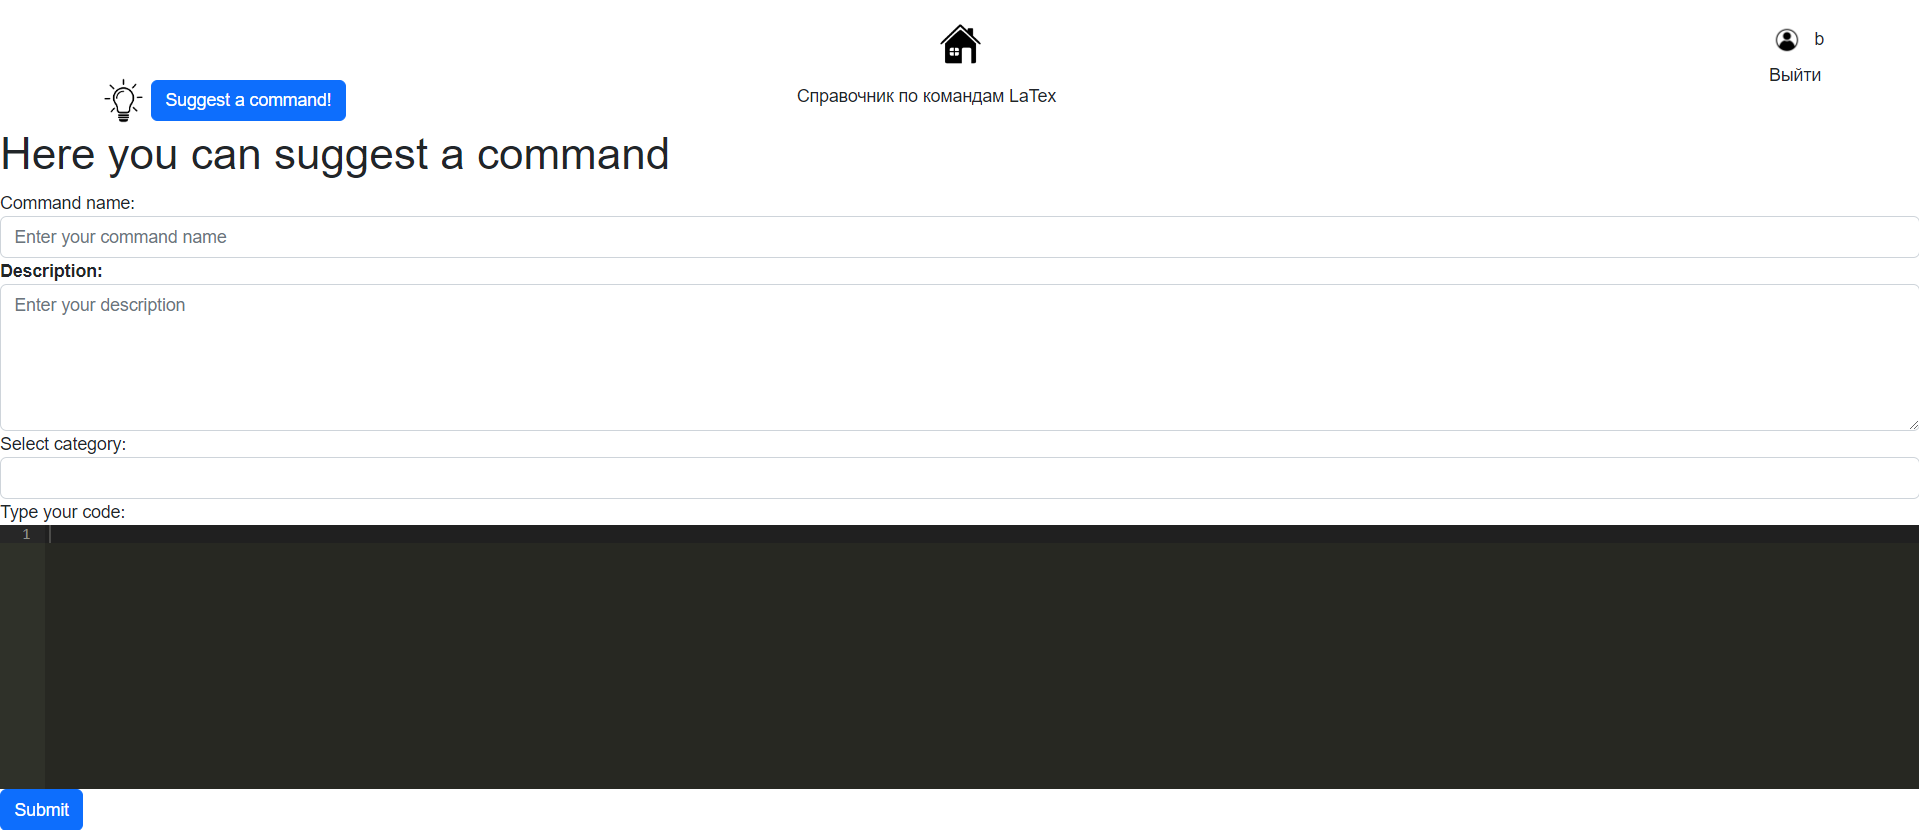 b
Выйти
Suggest a command!
Справочник по командам LaTex
Here you can suggest a command
Command name:
Enter your command name
Description:
Enter your description
Select category:
Type your code:
1
Submit